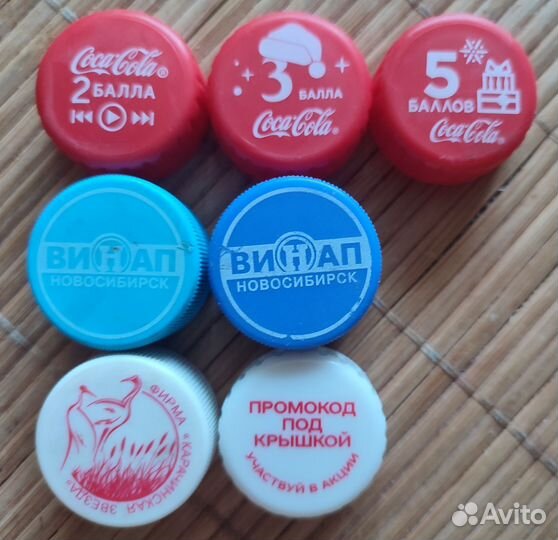 Coca-Cola®
2 БАЛЛА
3
БАЛЛА
Coca-Cola®
5
БАЛЛОВ
Coca-Cola®
ВИНАП
НОВОСИБИРСК
ВИНАП
НОВОСИБИРСК
ФИРМА "КАРАЧИНСКАЯ ЗВЕЗДА"
ПРОМОКОД
ПОД
КРЫШКОЙ
УЧАСТВУЙ В АКЦИИ
Avito